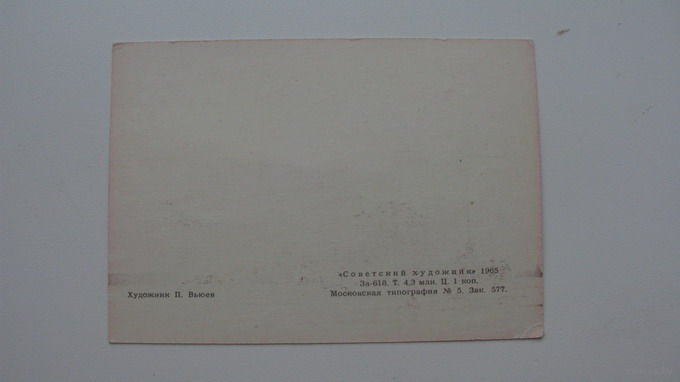 «Советский художник» 1965
За-618. Т. 4,3 млн. Ц. 1 коп.
Художник П. Вьюев
Московская типография № 5. Зак. 577.